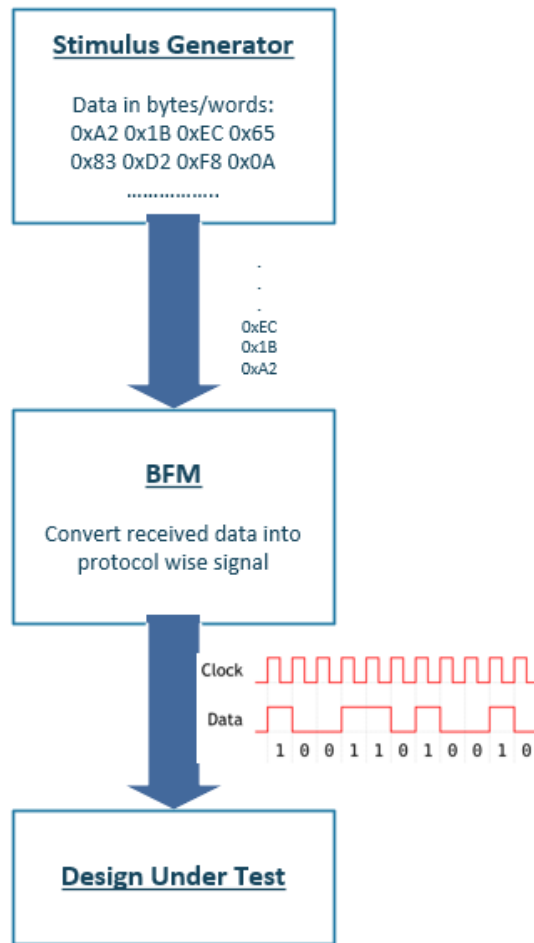 Stimulus Generator
Data in bytes/words:
0xA2 0x1B 0xEC 0x65
0x83 0xD2 0xF8 0x0A
………………..
.
.
.
0xEC
0x1B
0xA2
BFM
Convert received data into
protocol wise signal
Clock
Data
1 0 0 1 1 0 1 0 0 1 0
Design Under Test